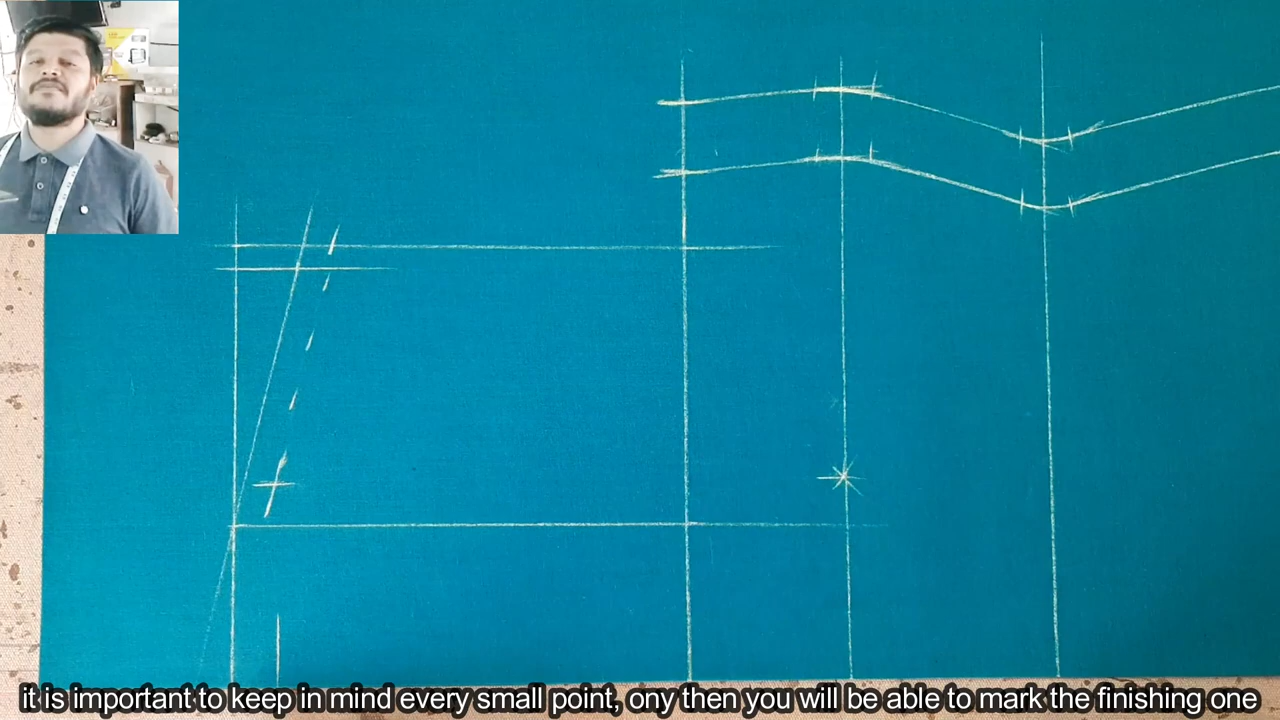 it is important to keep in mind every small point, ony then you will be able to mark the finishing one